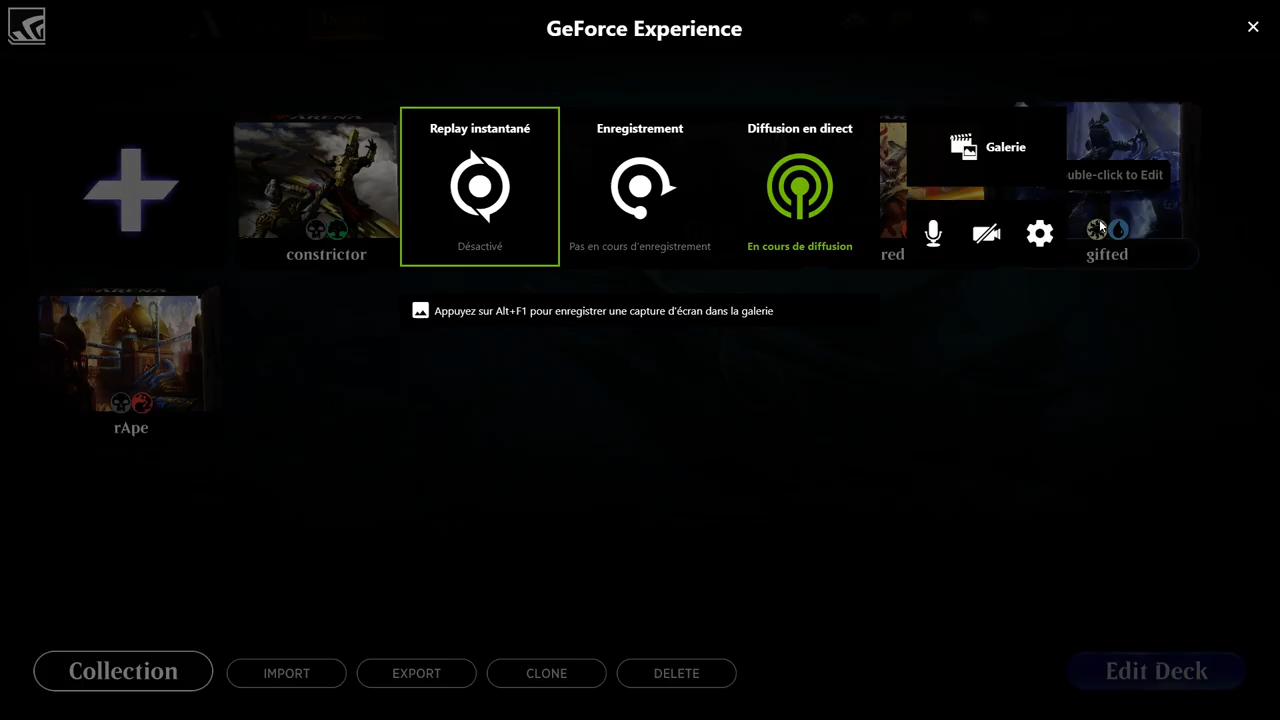 GeForce Experience
Replay instantané
Enregistrement
Diffusion en direct
Galerie
Désactivé
Pas en cours d'enregistrement
En cours de diffusion
Appuyez sur Alt+F1 pour enregistrer une capture d'écran dans la galerie
ouble-click to Edit
constrictor
red
gifted
ARENA
rApe
Collection
IMPORT
EXPORT
CLONE
DELETE
Edit Deck